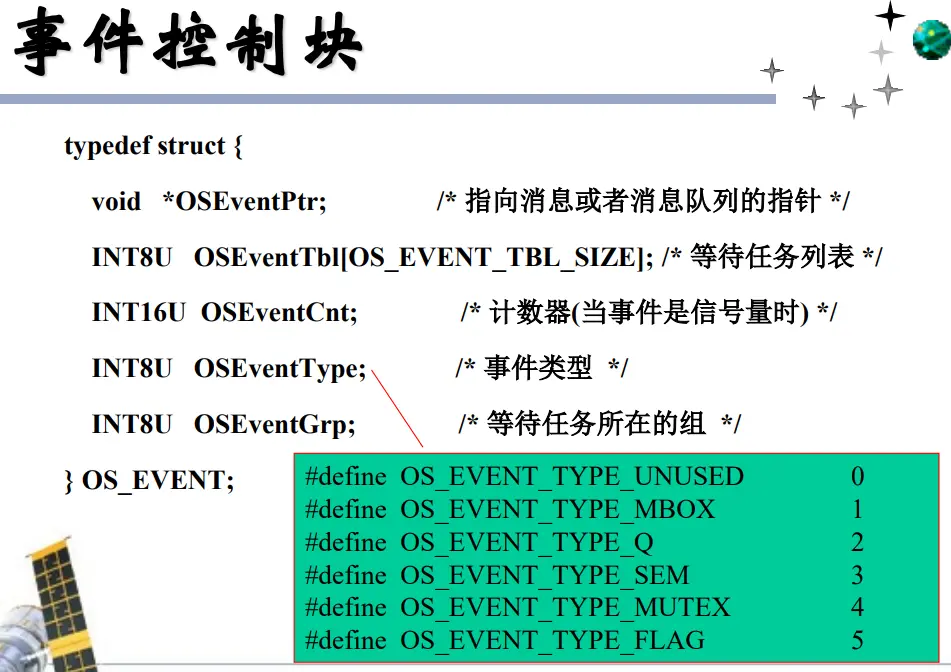 事件控制块
typedef struct {
void *OSEventPtr; /* 指向消息或者消息队列的指针 */
INT8U OSEventTbl[OS_EVENT_TBL_SIZE]; /* 等待任务列表 */
INT16U OSEventCnt; /* 计数器(当事件是信号量时) */
INT8U OSEventType; /* 事件类型 */
INT8U OSEventGrp; /* 等待任务所在的组 */
} OS_EVENT;
#define OS_EVENT_TYPE_UNUSED 0
#define OS_EVENT_TYPE_MBOX 1
#define OS_EVENT_TYPE_Q 2
#define OS_EVENT_TYPE_SEM 3
#define OS_EVENT_TYPE_MUTEX 4
#define OS_EVENT_TYPE_FLAG 5